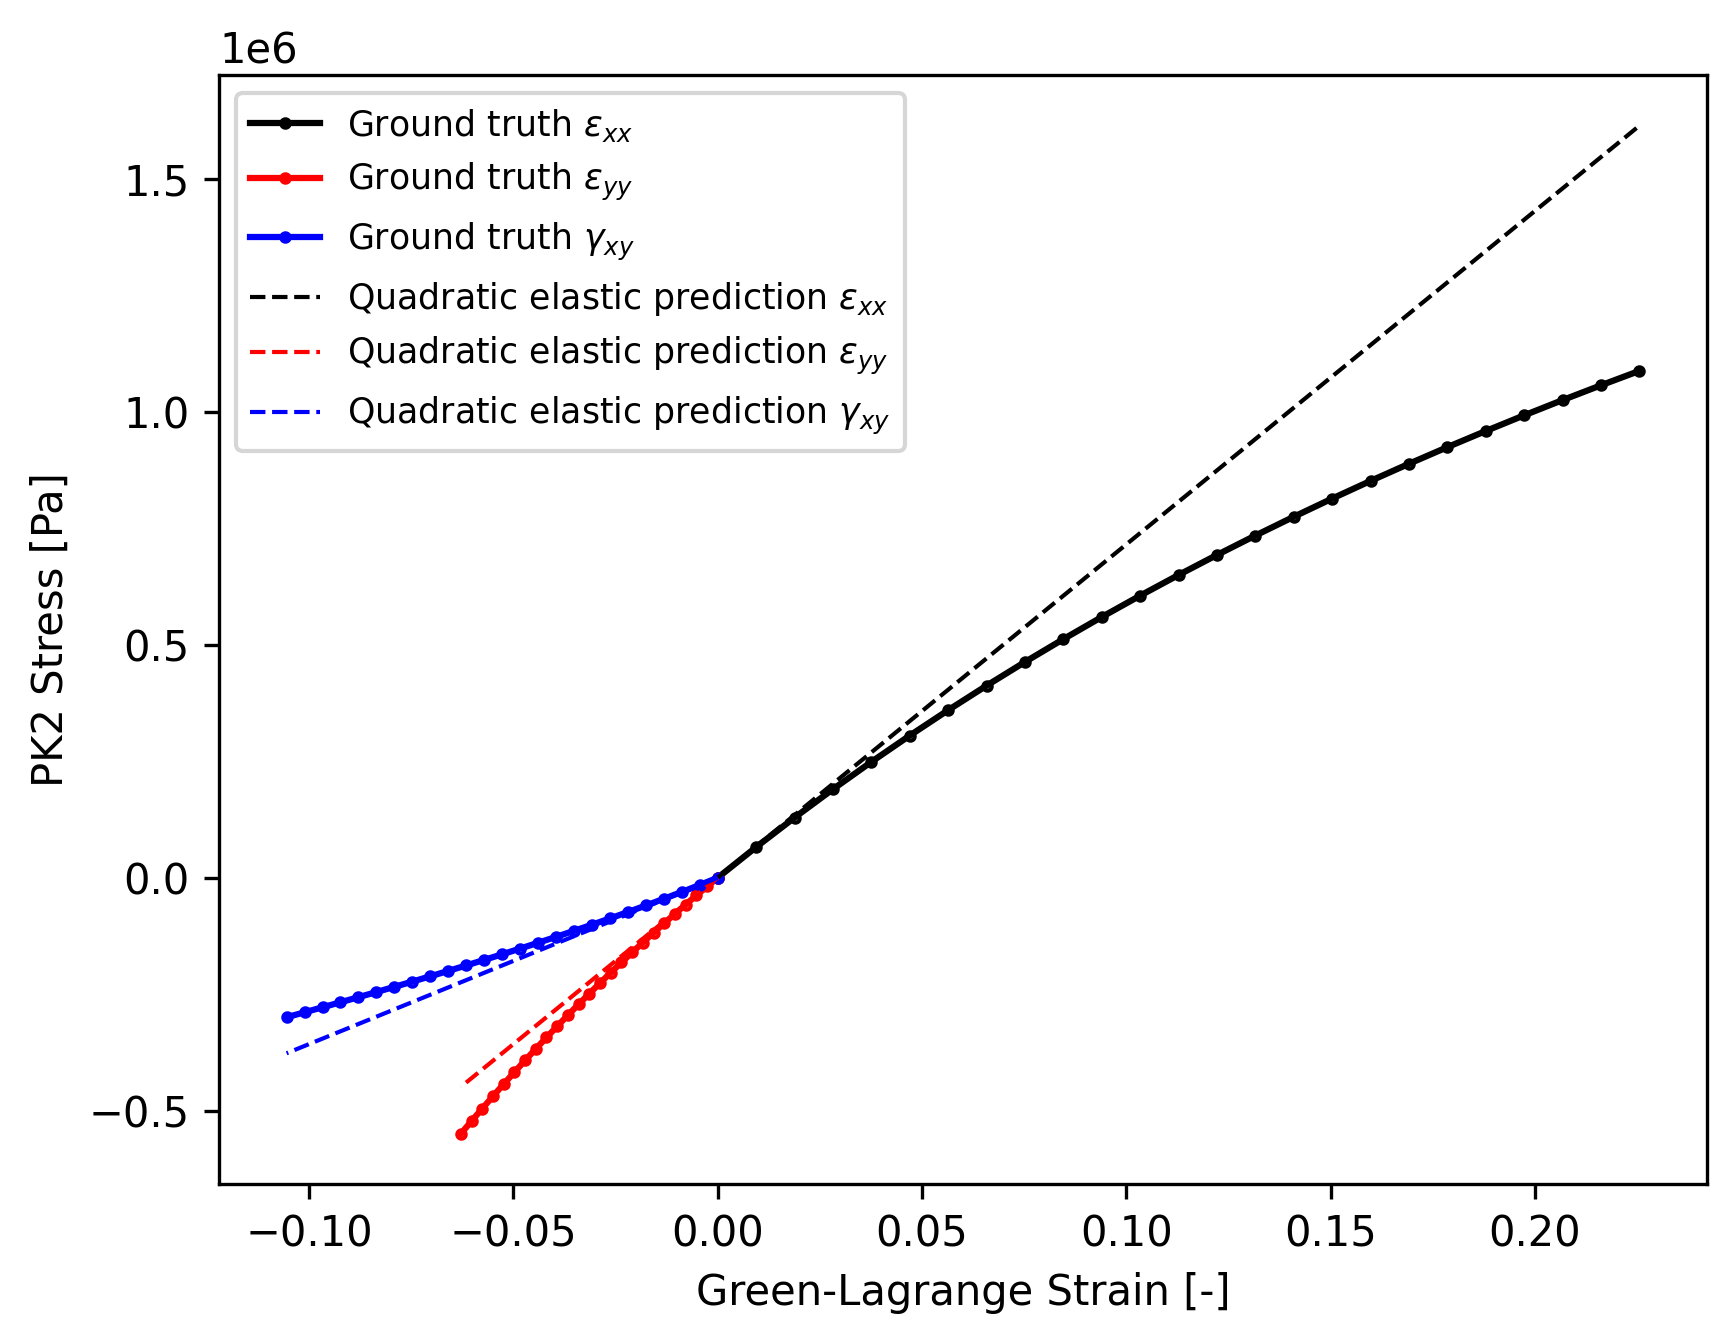 1e6
Ground truth εxx
Ground truth εyy
Ground truth γxy
Quadratic elastic prediction εxx
Quadratic elastic prediction εyy
Quadratic elastic prediction γxy
1.5
1.0
0.5
0.0
−0.5
PK2 Stress [Pa]
−0.10 −0.05 0.00 0.05 0.10 0.15 0.20
Green-Lagrange Strain [-]